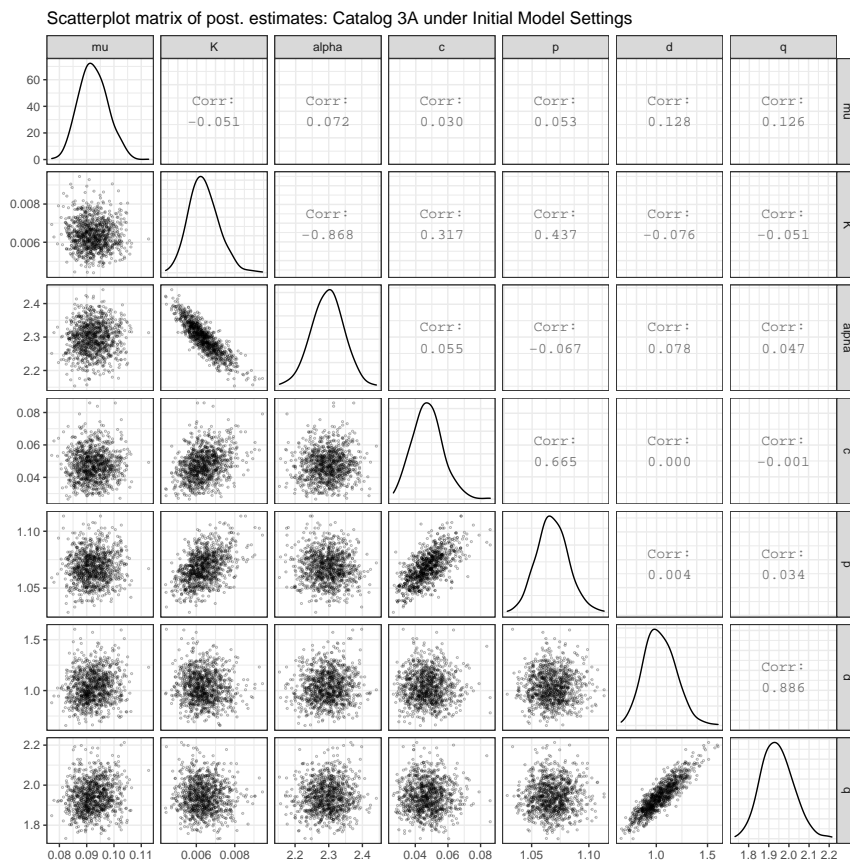 Scatterplot matrix of post. estimates: Catalog 3A under Initial Model Settings
mu K alpha c p d q
60
40
20
0
Corr:
-0.051
Corr:
0.072
Corr:
0.030
Corr:
0.053
Corr:
0.128
Corr:
0.126
mu
0.008
0.006
Corr:
-0.868
Corr:
0.317
Corr:
0.437
Corr:
-0.076
Corr:
-0.051
K
2.4
2.3
2.2
Corr:
0.055
Corr:
-0.067
Corr:
0.078
Corr:
0.047
alpha
0.08
0.06
0.04
Corr:
0.665
Corr:
0.000
Corr:
-0.001
c
1.10
1.05
Corr:
0.004
Corr:
0.034
p
1.5
1.0
Corr:
0.886
d
2.2
2.0
1.8
q
0.08 0.09 0.10 0.11 0.006 0.008 2.2 2.3 2.4 0.04 0.06 0.08 1.05 1.10 1.0 1.5 1.8 1.9 2.0 2.1 2.2